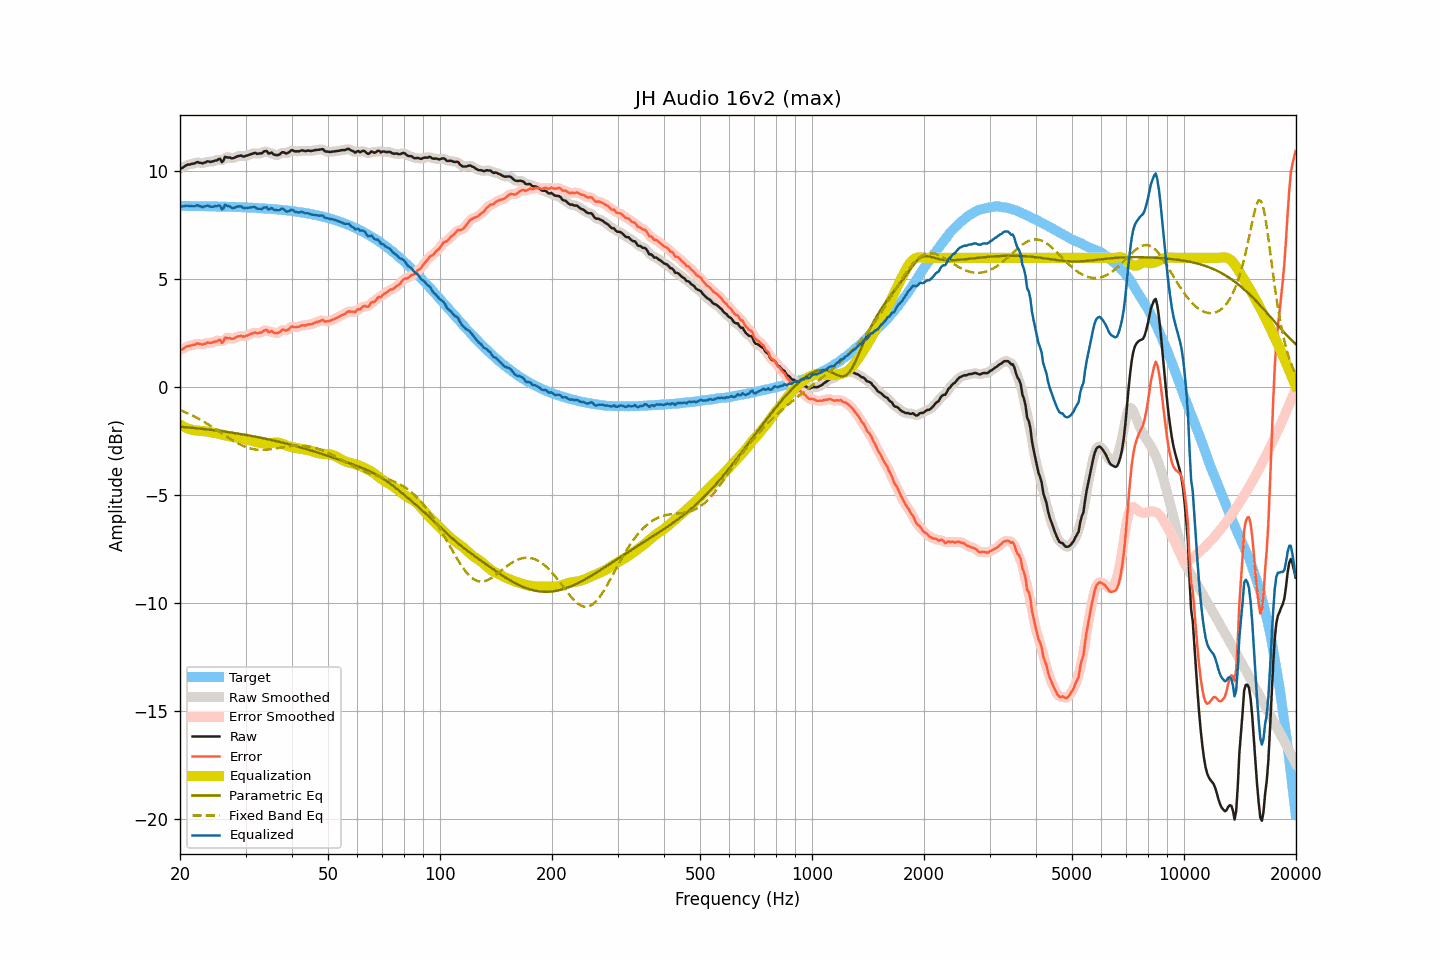 JH Audio 16v2 (max)
Amplitude (dBr)
10
5
0
−5
−10
−15
−20
Target
Raw Smoothed
Error Smoothed
Raw
Error
Equalization
Parametric Eq
Fixed Band Eq
Equalized
20 50 100 200 500 1000 2000 5000 10000 20000
Frequency (Hz)